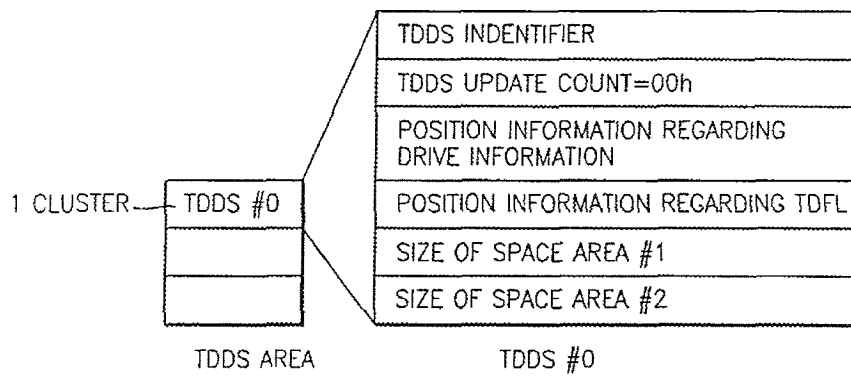 TDDS INDENTIFIER
TDDS UPDATE COUNT=00h
POSITION INFORMATION REGARDING
DRIVE INFORMATION
1 CLUSTER
TDDS #0
POSITION INFORMATION REGARDING TDFL
SIZE OF SPACE AREA #1
SIZE OF SPACE AREA #2
TDDS AREA
TDDS #0